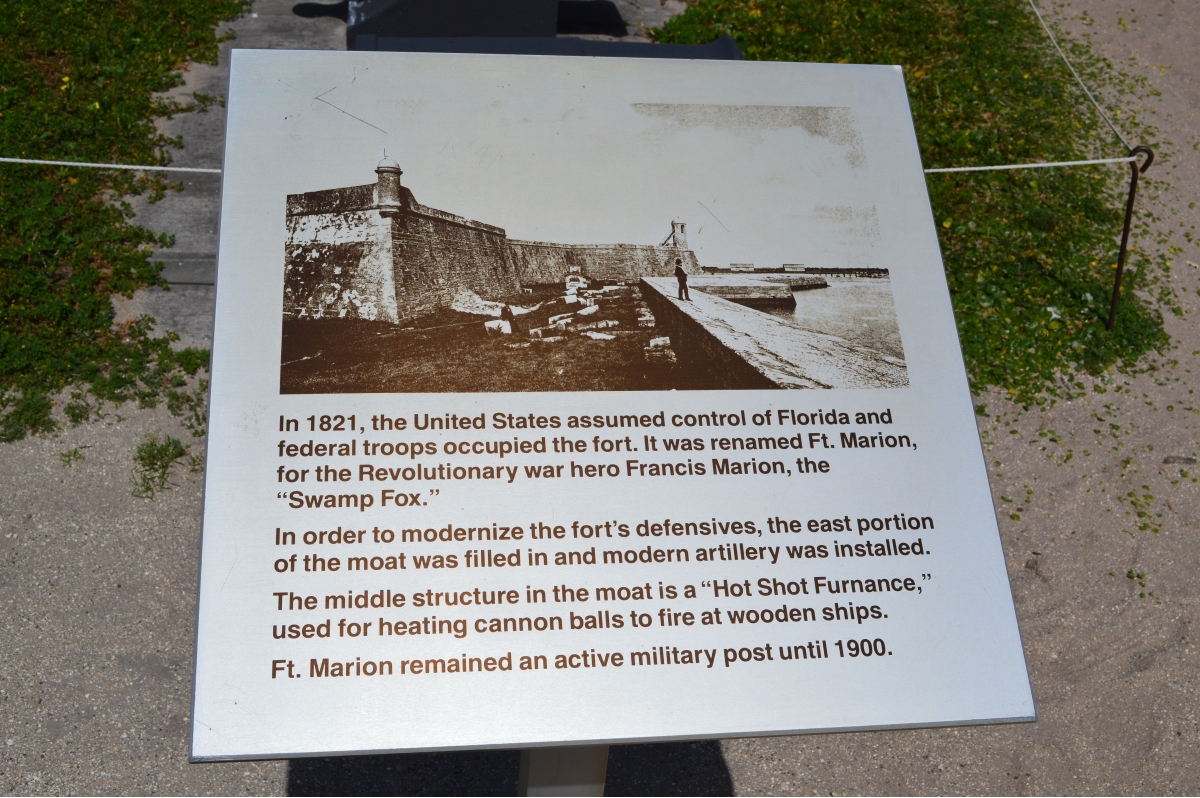 In 1821, the United States assumed control of Florida and
federal troops occupied the fort. It was renamed Ft. Marion,
for the Revolutionary war hero Francis Marion, the
“Swamp Fox.”
In order to modernize the fort’s defensives, the east portion
of the moat was filled in and modern artillery was installed.
The middle structure in the moat is a “Hot Shot Furnance,”
used for heating cannon balls to fire at wooden ships.
Ft. Marion remained an active military post until 1900.